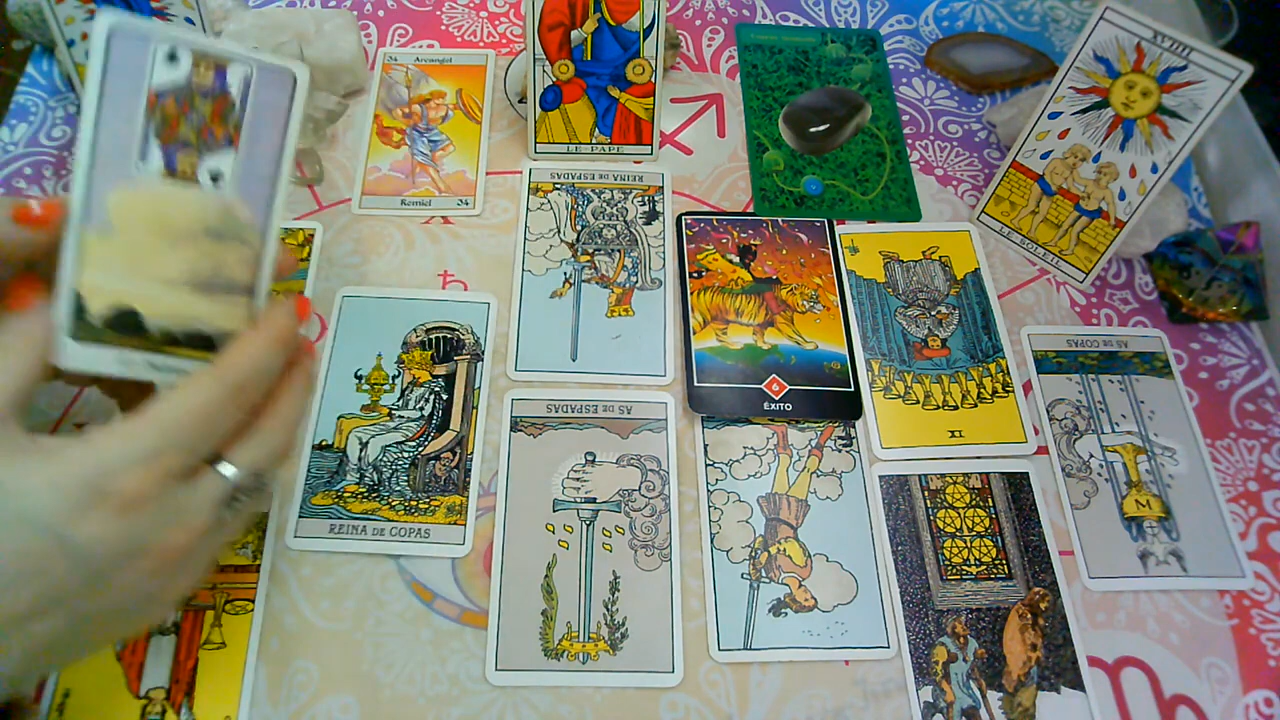 34 Arcangel
Remiel 34
LE PAPE
XVIIII
LE SOLEIL
REINA DE ESPADAS
6
ÉXITO
IX
AS DE COPAS
REINA DE COPAS
AS DE ESPADAS